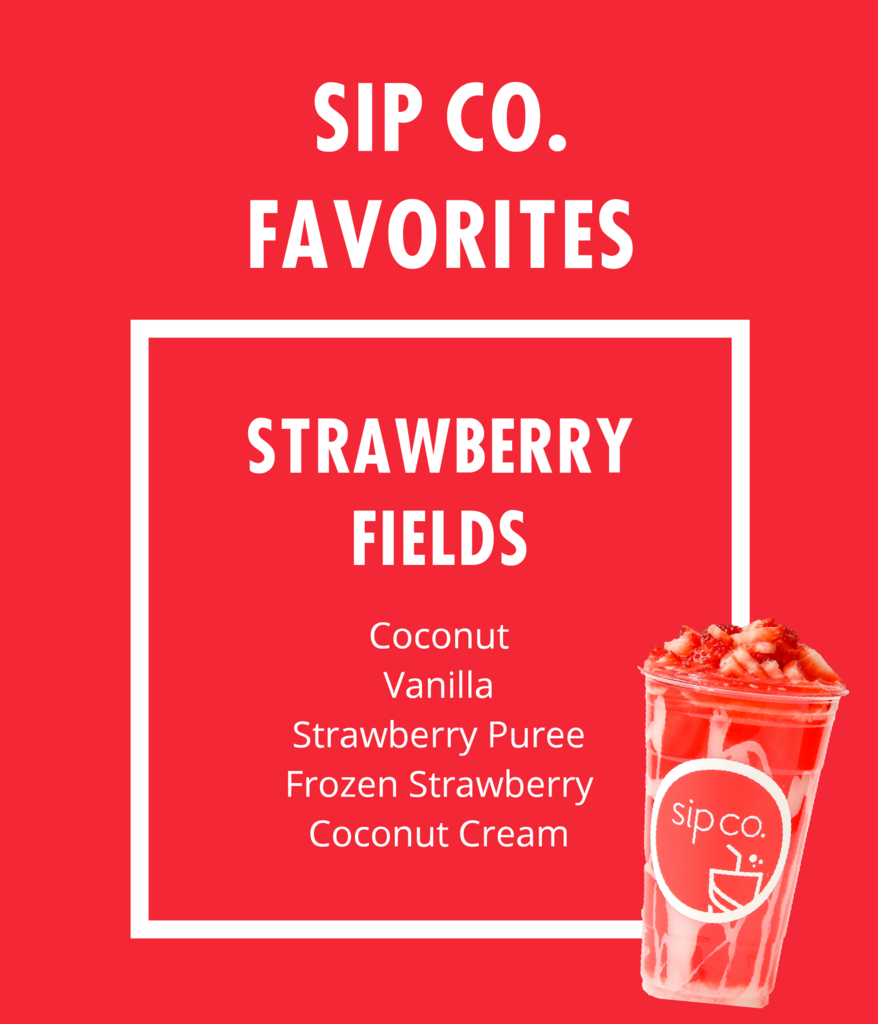 SIP CO.
FAVORITES
STRAWBERRY
FIELDS
Coconut
Vanilla
Strawberry Puree
Frozen Strawberry
Coconut Cream
sip co.